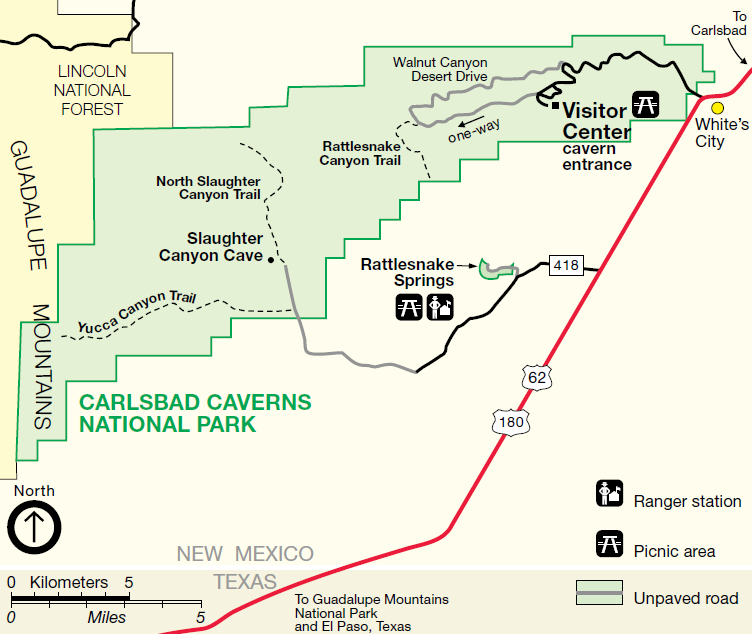 To
Carlsbad
LINCOLN
NATIONAL
FOREST
Walnut Canyon
Desert Drive
one-way
Visitor
Center
cavern
entrance
White's
City
GUADALUPE
MOUNTAINS
Rattlesnake
Canyon Trail
North Slaughter
Canyon Trail
Slaughter
Canyon Cave
Rattlesnake
Springs
418
Yucca Canyon Trail
62
180
CARLSBAD CAVERNS
NATIONAL PARK
North
Ranger station
Picnic area
Unpaved road
NEW MEXICO
TEXAS
0 Kilometers 5
0 Miles 5
To Guadalupe Mountains
National Park
and El Paso, Texas